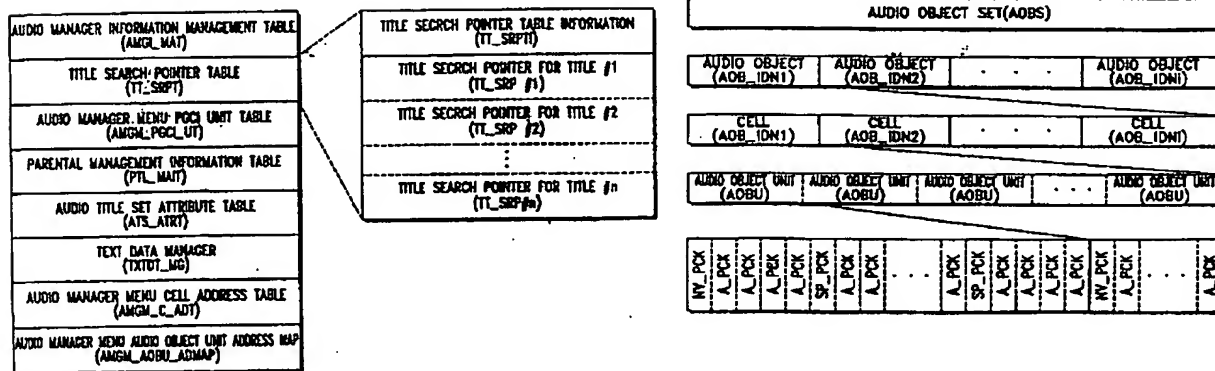 AUDIO MANAGER INFORMATION MANAGEMENT TABLE
(AMGI_MAT)
TITLE SEARCH POINTER TABLE
(TT_SRPT)
AUDIO MANAGER MENU PGCI UNIT TABLE
(AMGM_PGCI_UT)
PARENTAL MANAGEMENT INFORMATION TABLE
(PTL_MAIT)
AUDIO TITLE SET ATTRIBUTE TABLE
(ATS_ATRT)
TEXT DATA MANAGER
(TXTDT_MG)
AUDIO MANAGER MENU CELL ADDRESS TABLE
(AMGM_C_ADT)
AUDIO MANAGER MENU AUDIO OBJECT UNIT ADDRESS MAP
(AMGM_AOBU_ADMAP)
TITLE SECRCH POINTER TABLE INFORMATION
(TT_SRPTI)
TITLE SECRCH POINTER FOR TITLE #1
(TT_SRP #1)
TITLE SECRCH POINTER FOR TITLE #2
(TT_SRP #2)
TITLE SEARCH POINTER FOR TITLE #n
(TT_SRP#n)
AUDIO OBJECT SET(AOBS)
AUDIO OBJECT AUDIO OBJECT . . . AUDIO OBJECT
(AOB_IDN1) (AOB_IDN2) (AOB_IDNi)
CELL CELL . . . CELL
(AOB_IDN1) (AOB_IDN2) (AOB_IDNi)
AUDIO OBJECT UNIT AUDIO OBJECT UNIT AUDIO OBJECT UNIT . . . . AUDIO OBJECT UNIT
(AOBU) (AOBU) (AOBU) (AOBU)
NV_PCK A_PCK A_PCK A_PCK A_PCK SP_PCK A_PCK A_PCK . . . A_PCK SP_PCK A_PCK A_PCK A_PCK A_PCK NV_PCK A_PCK . . . A_PCK